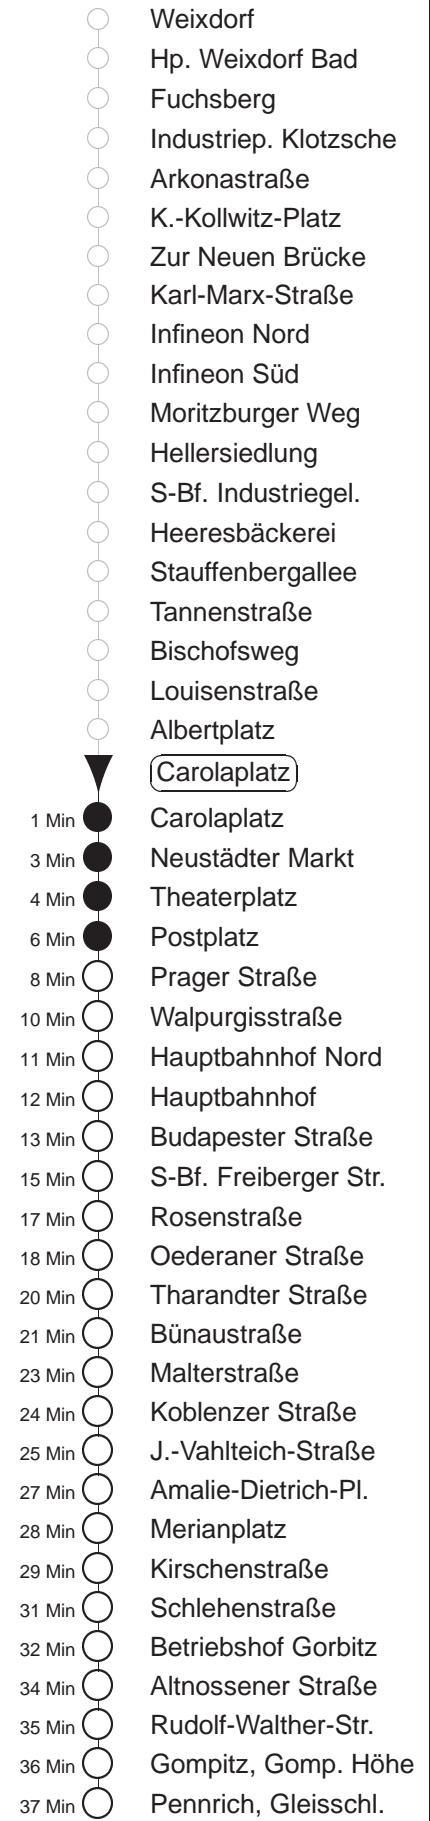 Weixdorf
Hp. Weixdorf Bad
Fuchsberg
Industriep. Klotzsche
Arkonastraße
K.-Kollwitz-Platz
Zur Neuen Brücke
Karl-Marx-Straße
Infineon Nord
Infineon Süd
Moritzburger Weg
Hellersiedlung
S-Bf. Industriegel.
Heeresbäckerei
Stauffenbergallee
Tannenstraße
Bischofsweg
Louisenstraße
Albertplatz
Carolaplatz
1 Min Carolaplatz
3 Min Neustädter Markt
4 Min Theaterplatz
6 Min Postplatz
8 Min Prager Straße
10 Min Walpurgisstraße
11 Min Hauptbahnhof Nord
12 Min Hauptbahnhof
13 Min Budapester Straße
15 Min S-Bf. Freiberger Str.
17 Min Rosenstraße
18 Min Oederaner Straße
20 Min Tharandter Straße
21 Min Bünaustraße
23 Min Malterstraße
24 Min Koblenzer Straße
25 Min J.-Vahlteich-Straße
27 Min Amalie-Dietrich-Pl.
28 Min Merianplatz
29 Min Kirschenstraße
31 Min Schlehenstraße
32 Min Betriebshof Gorbitz
34 Min Altnossener Straße
35 Min Rudolf-Walther-Str.
36 Min Gompitz, Gomp. Höhe
37 Min Pennrich, Gleisschl.